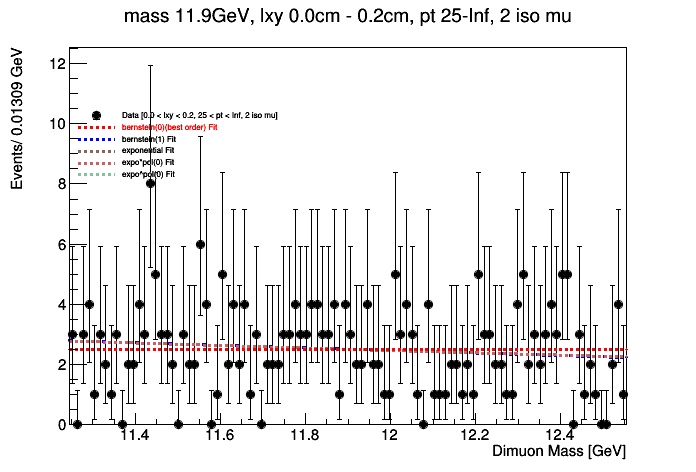 mass 11.9GeV, lxy 0.0cm - 0.2cm, pt 25-Inf, 2 iso mu
Events/ 0.01309 GeV
12
10
8
6
4
2
0
Data [0.0 < lxy < 0.2, 25 < pt < Inf, 2 iso mu]
bernstein(0)(best order) Fit
bernstein(1) Fit
exponential Fit
expo*pol(0) Fit
expo^pol(0) Fit
11.4 11.6 11.8 12 12.2 12.4
Dimuon Mass [GeV]